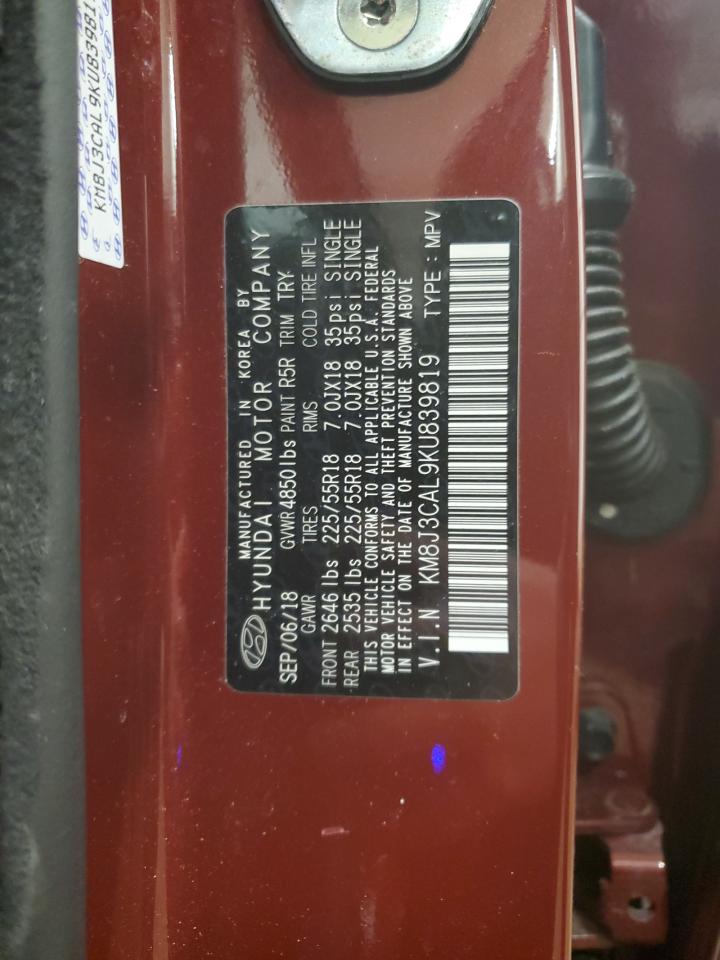 KM8J3CAL9KU83981
MANUFACTURED IN KOREA BY
HYUNDAI MOTOR COMPANY
SEP/06/18 GVWR 4850lbs PAINT R5R TRIM TRY
GAWR TIRES RIMS COLD TIRE INFL
FRONT 2646 lbs 225/55R18 7.0JX18 35psi SINGLE
REAR 2535 lbs 225/55R18 7.0JX18 35psi SINGLE
THIS VEHICLE CONFORMS TO ALL APPLICABLE U.S.A. FEDERAL
MOTOR VEHICLE SAFETY AND THEFT PREVENTION STANDARDS
IN EFFECT ON THE DATE OF MANUFACTURE SHOWN ABOVE
V.I.N KM8J3CAL9KU839819 TYPE : MPV